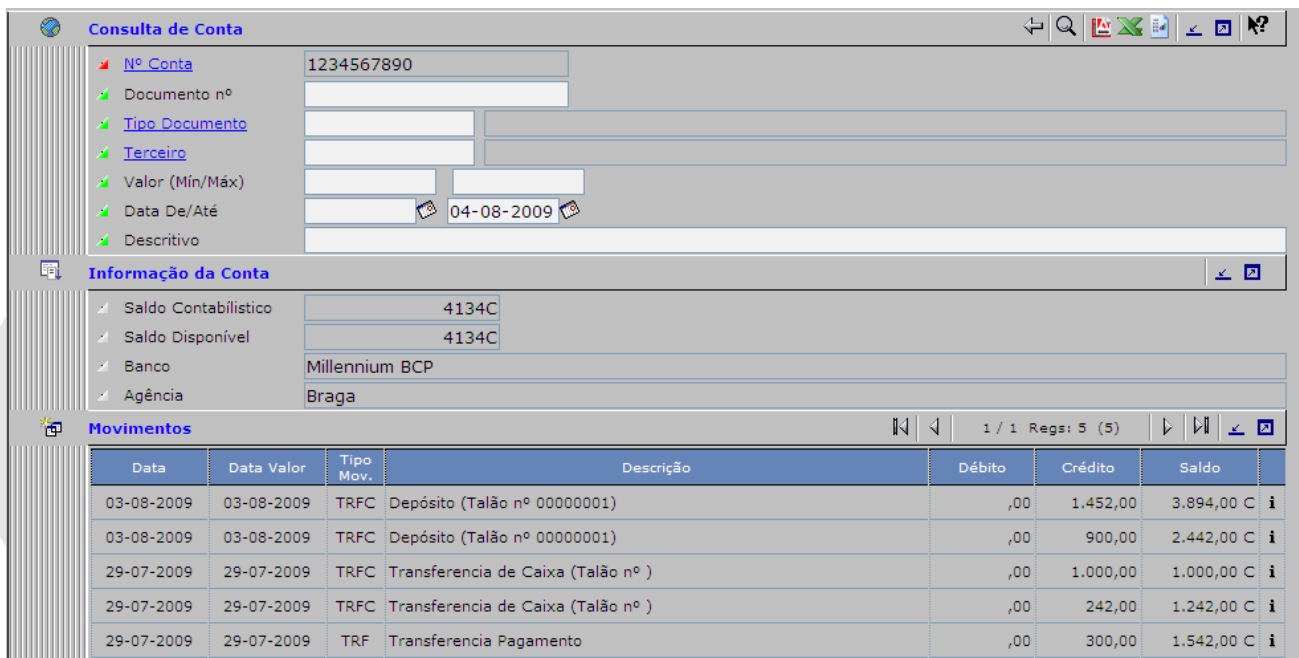 Consulta de Conta
Nº Conta 1234567890
Documento nº
Tipo Documento
Terceiro
Valor (Mín/Máx)
Data De/Até 04-08-2009
Descritivo
Informação da Conta
Saldo Contabílistico 4134C
Saldo Disponível 4134C
Banco Millennium BCP
Agência Braga
Movimentos 1 / 1 Regs: 5 (5)
Data Data Valor Tipo Mov. Descrição Débito Crédito Saldo
03-08-2009 03-08-2009 TRFC Depósito (Talão nº 00000001) ,00 1.452,00 3.894,00 C i
03-08-2009 03-08-2009 TRFC Depósito (Talão nº 00000001) ,00 900,00 2.442,00 C i
29-07-2009 29-07-2009 TRFC Transferencia de Caixa (Talão nº ) ,00 1.000,00 1.000,00 C i
29-07-2009 29-07-2009 TRFC Transferencia de Caixa (Talão nº ) ,00 242,00 1.242,00 C i
29-07-2009 29-07-2009 TRF Transferencia Pagamento ,00 300,00 1.542,00 C i